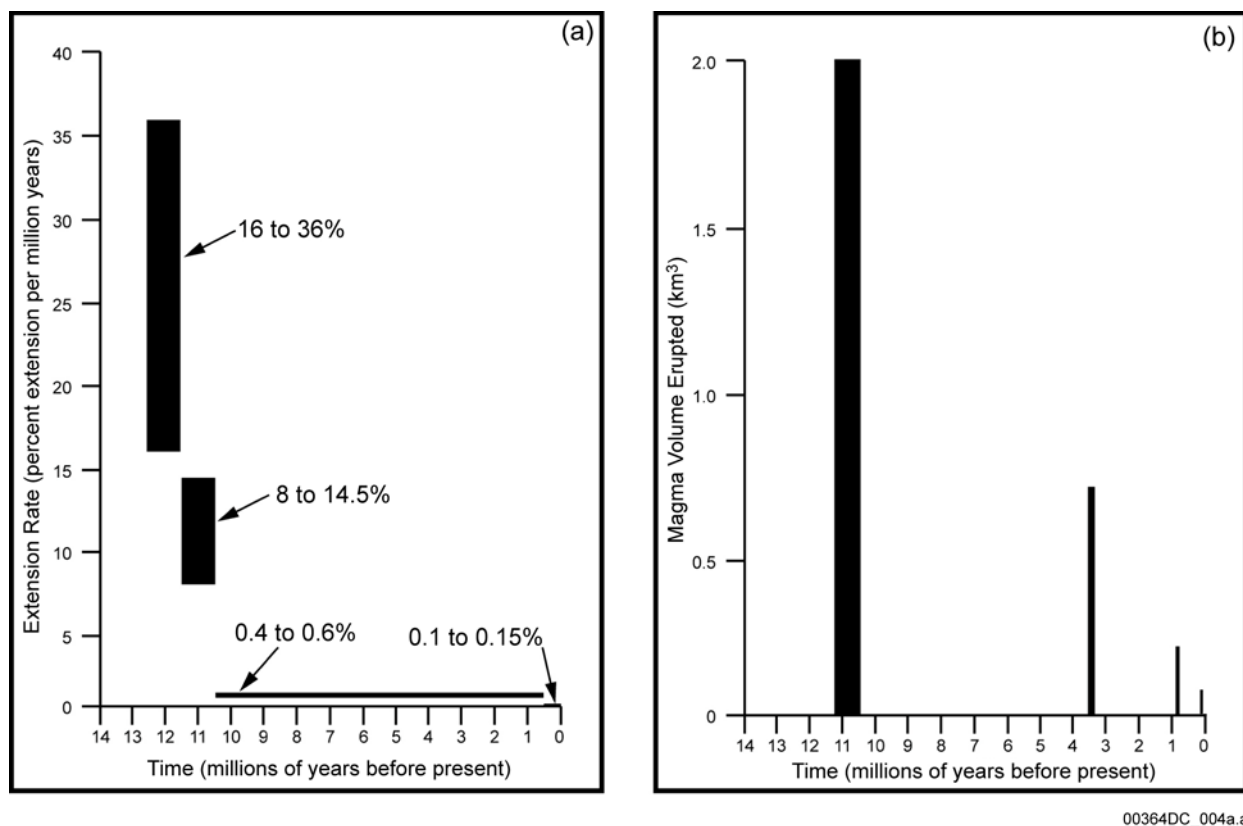 (a)
40
35
30
25
20
15
10
5
0
Extension Rate (percent extension per million years)
16 to 36%
8 to 14.5%
0.4 to 0.6%
0.1 to 0.15%
14 13 12 11 10 9 8 7 6 5 4 3 2 1 0
Time (millions of years before present)
(b)
2.0
1.5
1.0
0.5
0
Magma Volume Erupted (km³)
14 13 12 11 10 9 8 7 6 5 4 3 2 1 0
Time (millions of years before present)
00364DC_004a.a